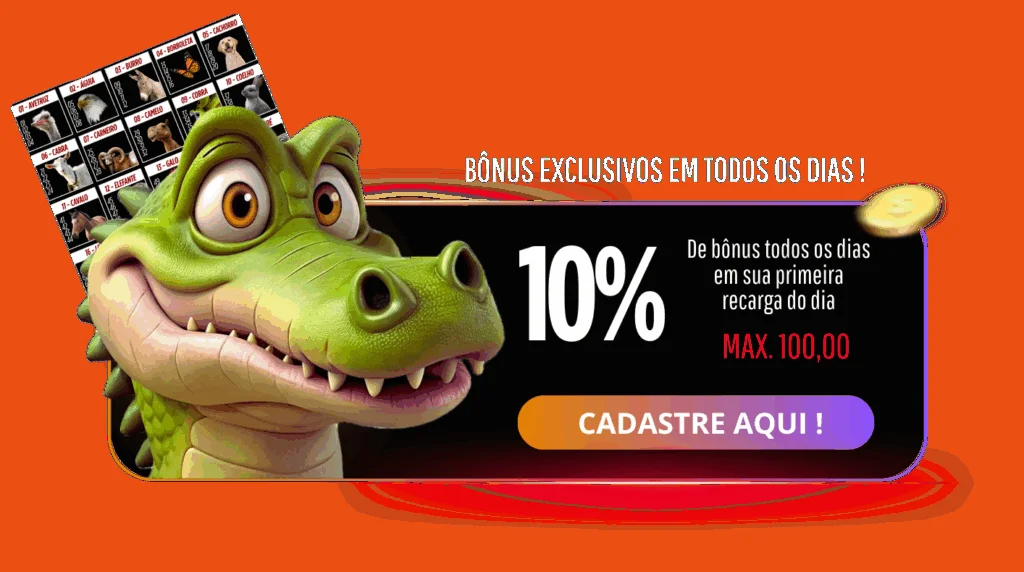 01 - AVETRUZ
02 - ÁGUIA
03 - BURRO
04 - BORBOLETA
05 - CACHORRO
06 - CABRA
07 - CARNEIRO
08 - CAMELO
09 - COBRA
10 - COELHO
11 - CAVALO
12 - ELEFANTE
13 - GALO
BÔNUS EXCLUSIVOS EM TODOS OS DIAS !
10%
De bônus todos os dias
em sua primeira
recarga do dia
MAX. 100,00
CADASTRE AQUI !